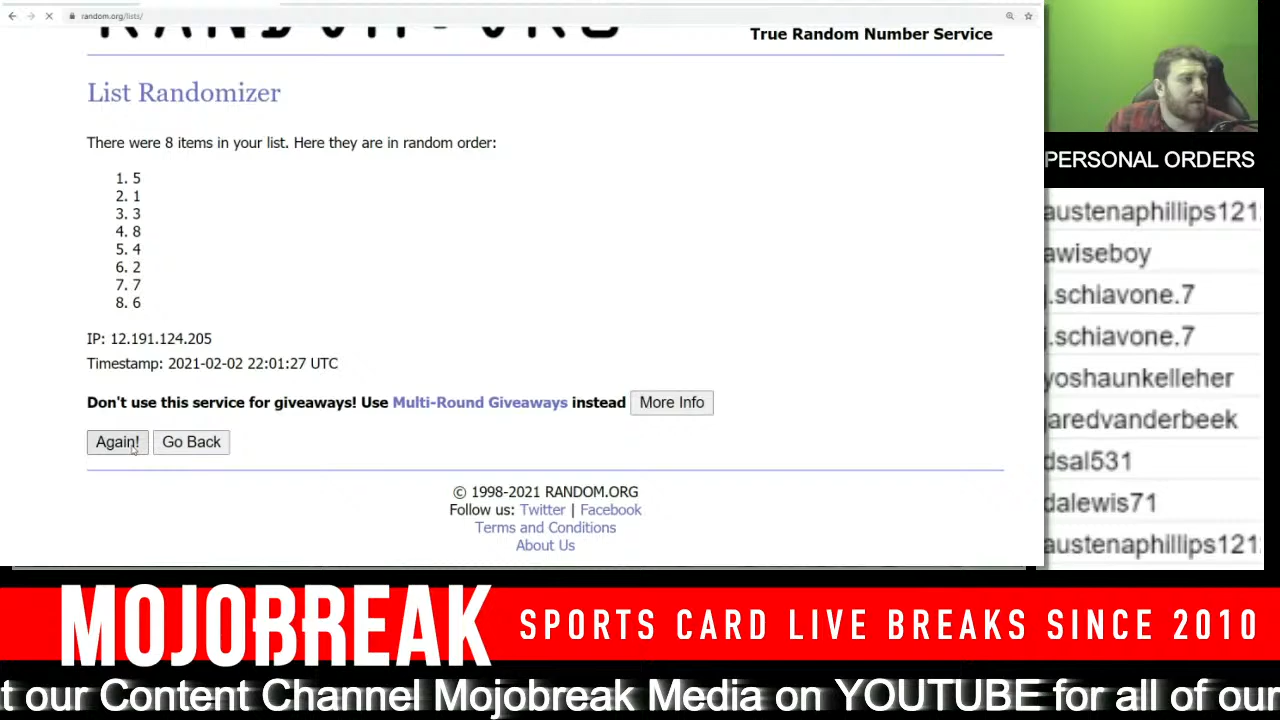 random.org/lists/
RANDOM.ORG
True Random Number Service
List Randomizer
There were 8 items in your list. Here they are in random order:
1. 5
2. 1
3. 3
4. 8
5. 4
6. 2
7. 7
8. 6
IP: 12.191.124.205
Timestamp: 2021-02-02 22:01:27 UTC
Don't use this service for giveaways! Use Multi-Round Giveaways instead More Info
Again! Go Back
© 1998-2021 RANDOM.ORG
Follow us: Twitter | Facebook
Terms and Conditions
About Us
PERSONAL ORDERS
austenaphillips121
awiseboy
j.schiavone.7
j.schiavone.7
yoshaunkelleher
jaredvanderbeek
dsal531
dalewis71
austenaphillips121
MOJOBREAK SPORTS CARD LIVE BREAKS SINCE 2010
t our Content Channel Mojobreak Media on YOUTUBE for all of our